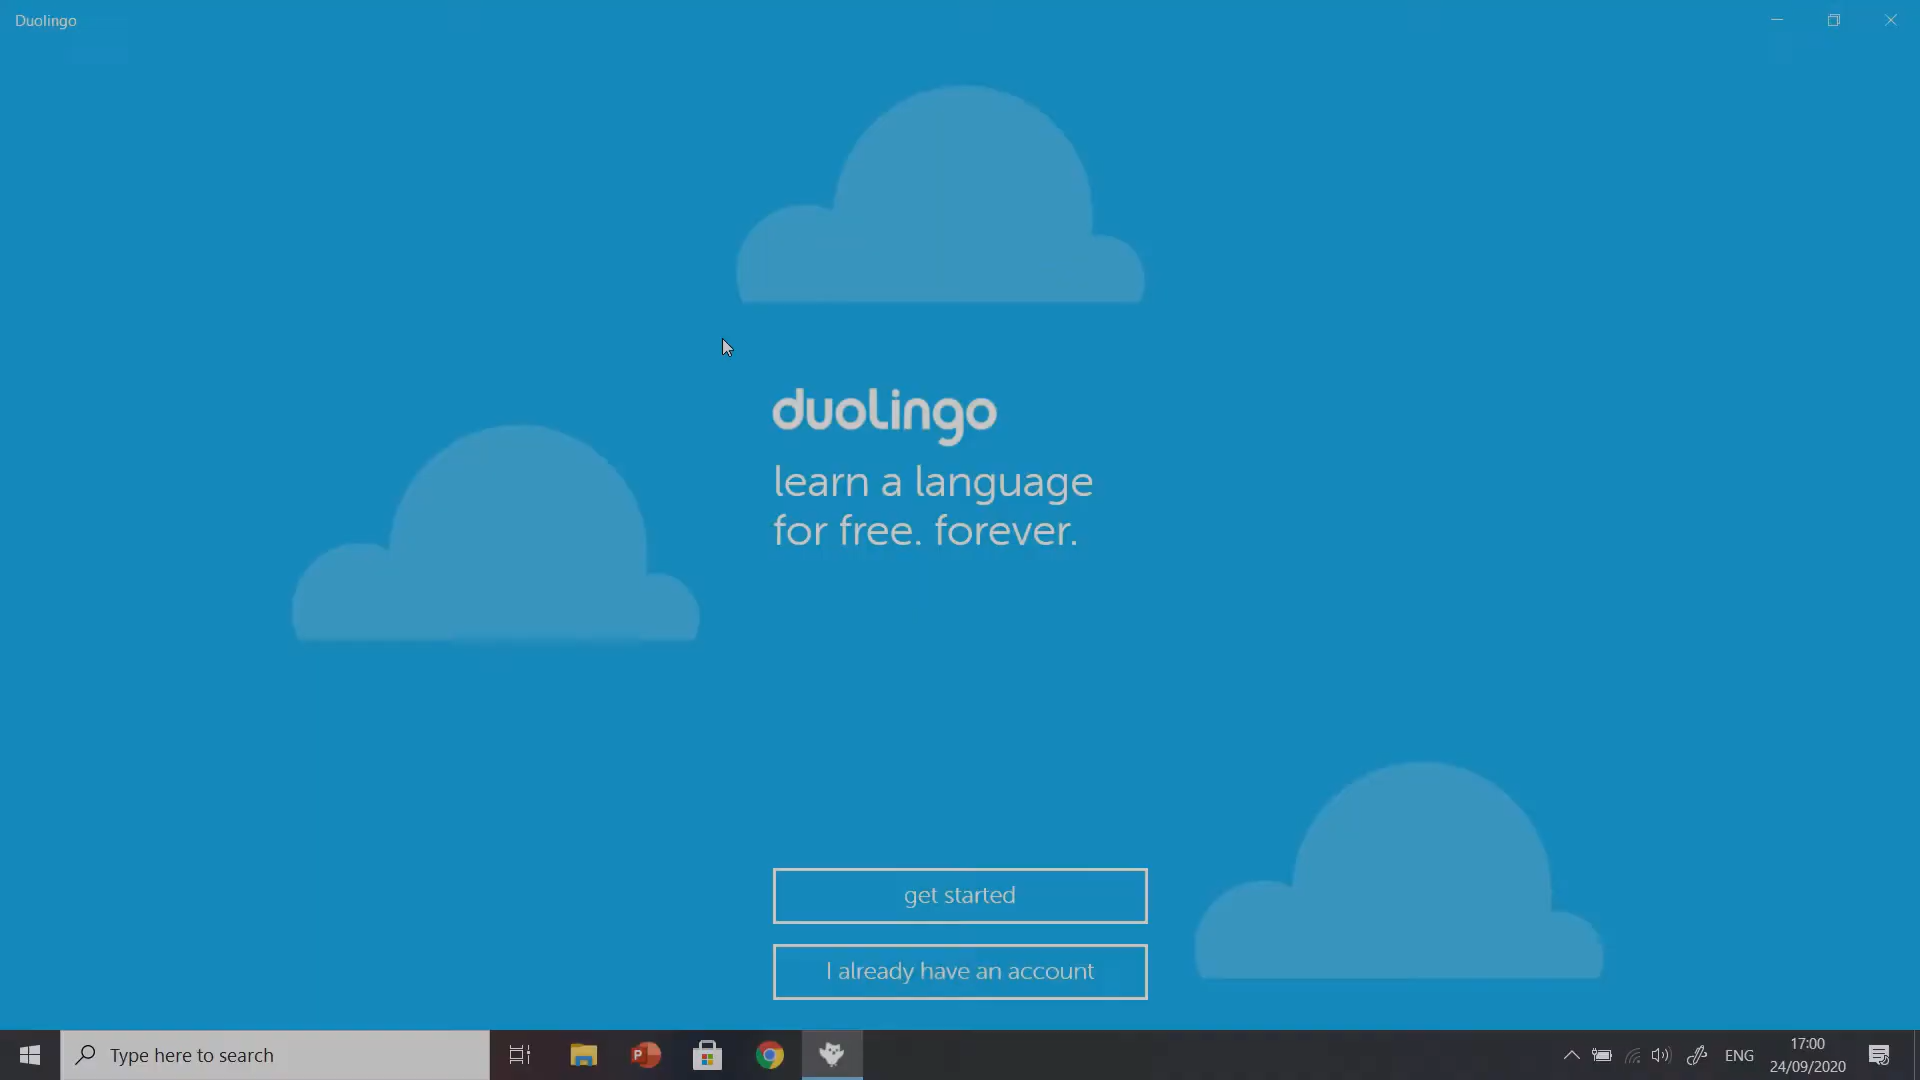 Duolingo
duolingo
learn a language
for free. forever.
get started
I already have an account
Type here to search
P
ENG
17:00
24/09/2020